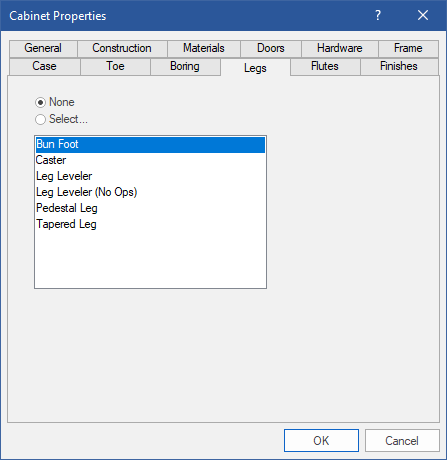 Cabinet Properties ? ×
General Construction Materials Doors Hardware Frame
Case Toe Boring Legs Flutes Finishes
None
Select...
Bun Foot
Caster
Leg Leveler
Leg Leveler (No Ops)
Pedestal Leg
Tapered Leg
OK Cancel